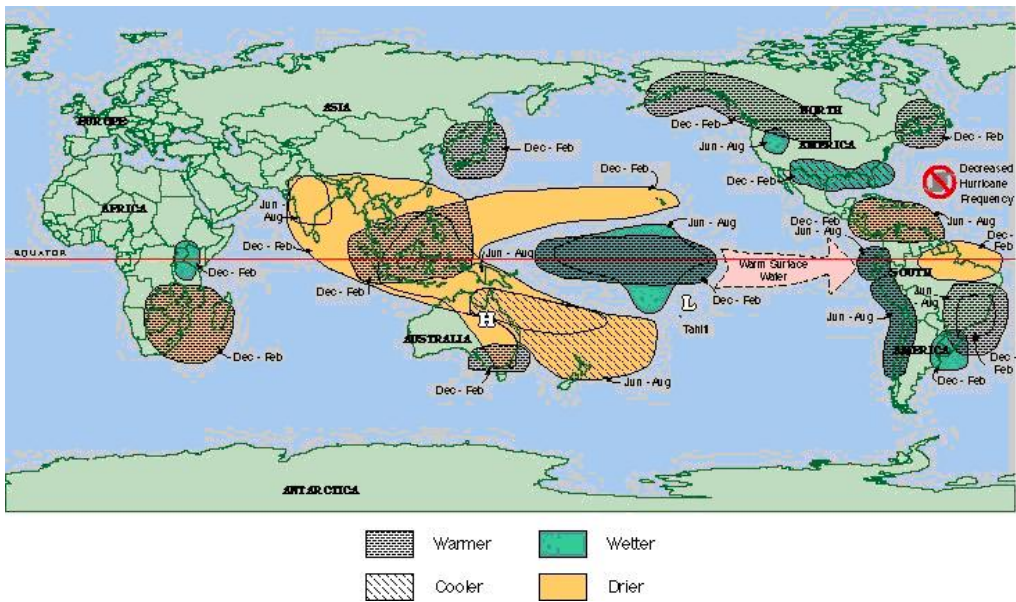 ASIA
EUROPE
NORTH
AMERICA
Dec - Feb
Jun - Aug
Dec - Feb
Dec - Feb
Dec - Feb
Decreased
Hurricane
Frequency
Dec - Feb
Jun -
Aug
AFRICA
Jun - Aug
Dec - Feb
Jun - Aug
Jun - Aug
Dec -
Feb
EQUATOR
Dec - Feb
Jun - Aug
Dec - Feb
Dec - Feb
Warm Surface
Water
SOUTH
Dec - Feb
Jun - Aug
L
Tahiti
H
Jun - Aug
AUSTRALIA
AMERICA
Dec - Feb
Dec - Feb
Jun - Aug
Dec - Feb
Dec -
Feb
ANTARCTICA
Warmer
Wetter
Cooler
Drier